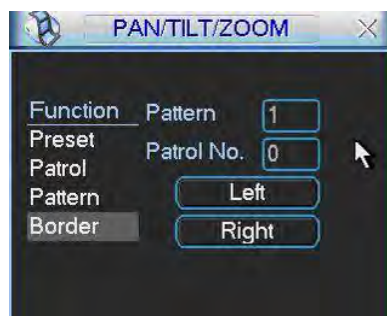 PAN/TILT/ZOOM
Function Pattern 1
Preset
Patrol No. 0
Patrol
Pattern Left
Border Right